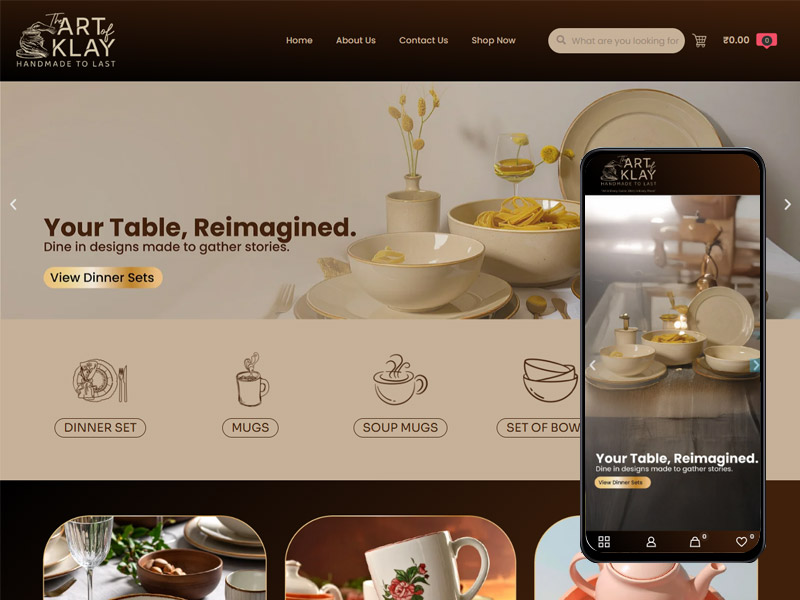 The
ART of
KLAY
HANDMADE TO LAST
Home
About Us
Contact Us
Shop Now
What are you looking for
₹0.00
0
Your Table, Reimagined.
Dine in designs made to gather stories.
View Dinner Sets
DINNER SET
MUGS
SOUP MUGS
SET OF BOW
The
ART of
KLAY
HANDMADE TO LAST
Your Table, Reimagined.
Dine in designs made to gather stories.
View Dinner Sets
0
0